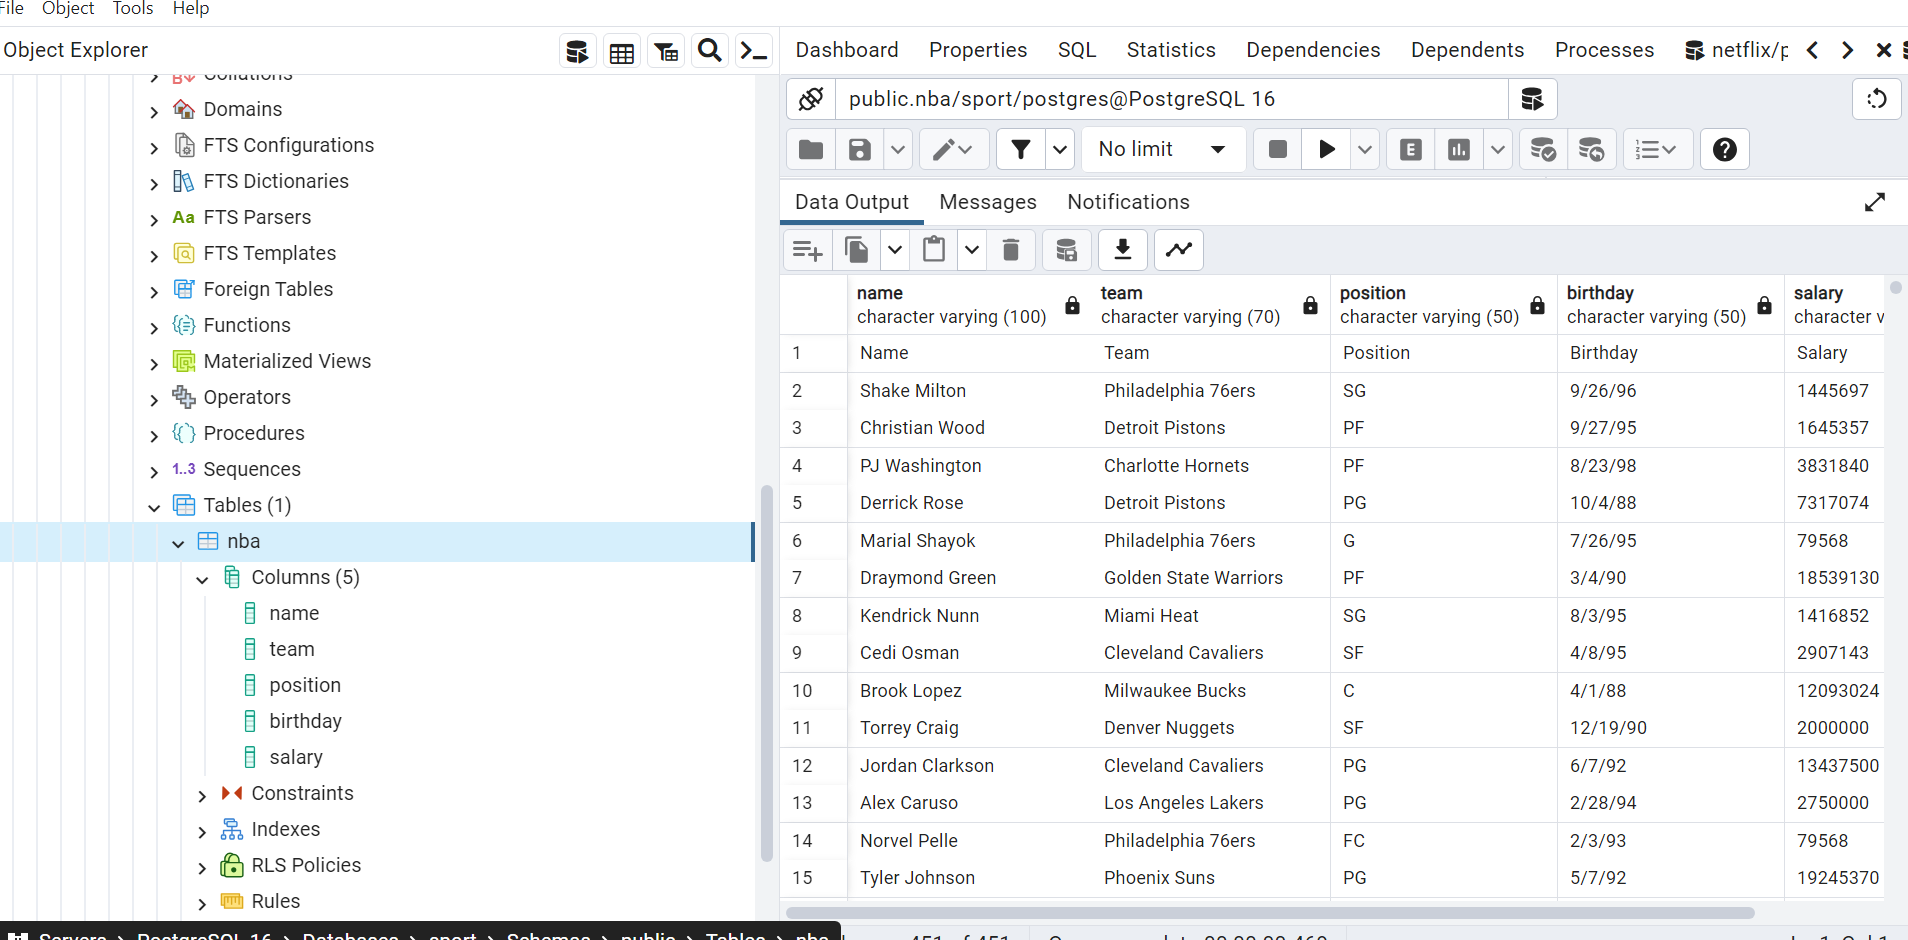 File Object Tools Help
Object Explorer
Dashboard Properties SQL Statistics Dependencies Dependents Processes netflix/p
public.nba/sport/postgres@PostgreSQL 16
No limit
E
Data Output Messages Notifications
Collations
Domains
FTS Configurations
FTS Dictionaries
Aa FTS Parsers
FTS Templates
Foreign Tables
Functions
Materialized Views
Operators
Procedures
1..3 Sequences
Tables (1)
nba
Columns (5)
name
team
position
birthday
salary
Constraints
Indexes
RLS Policies
Rules
name team position birthday salary
character varying (100) character varying (70) character varying (50) character varying (50) character v
1 Name Team Position Birthday Salary
2 Shake Milton Philadelphia 76ers SG 9/26/96 1445697
3 Christian Wood Detroit Pistons PF 9/27/95 1645357
4 PJ Washington Charlotte Hornets PF 8/23/98 3831840
5 Derrick Rose Detroit Pistons PG 10/4/88 7317074
6 Marial Shayok Philadelphia 76ers G 7/26/95 79568
7 Draymond Green Golden State Warriors PF 3/4/90 18539130
8 Kendrick Nunn Miami Heat SG 8/3/95 1416852
9 Cedi Osman Cleveland Cavaliers SF 4/8/95 2907143
10 Brook Lopez Milwaukee Bucks C 4/1/88 12093024
11 Torrey Craig Denver Nuggets SF 12/19/90 2000000
12 Jordan Clarkson Cleveland Cavaliers PG 6/7/92 13437500
13 Alex Caruso Los Angeles Lakers PG 2/28/94 2750000
14 Norvel Pelle Philadelphia 76ers FC 2/3/93 79568
15 Tyler Johnson Phoenix Suns PG 5/7/92 19245370
Servers > PostgreSQL 16 > Databases > sport > Schemas > public > Tables > nba